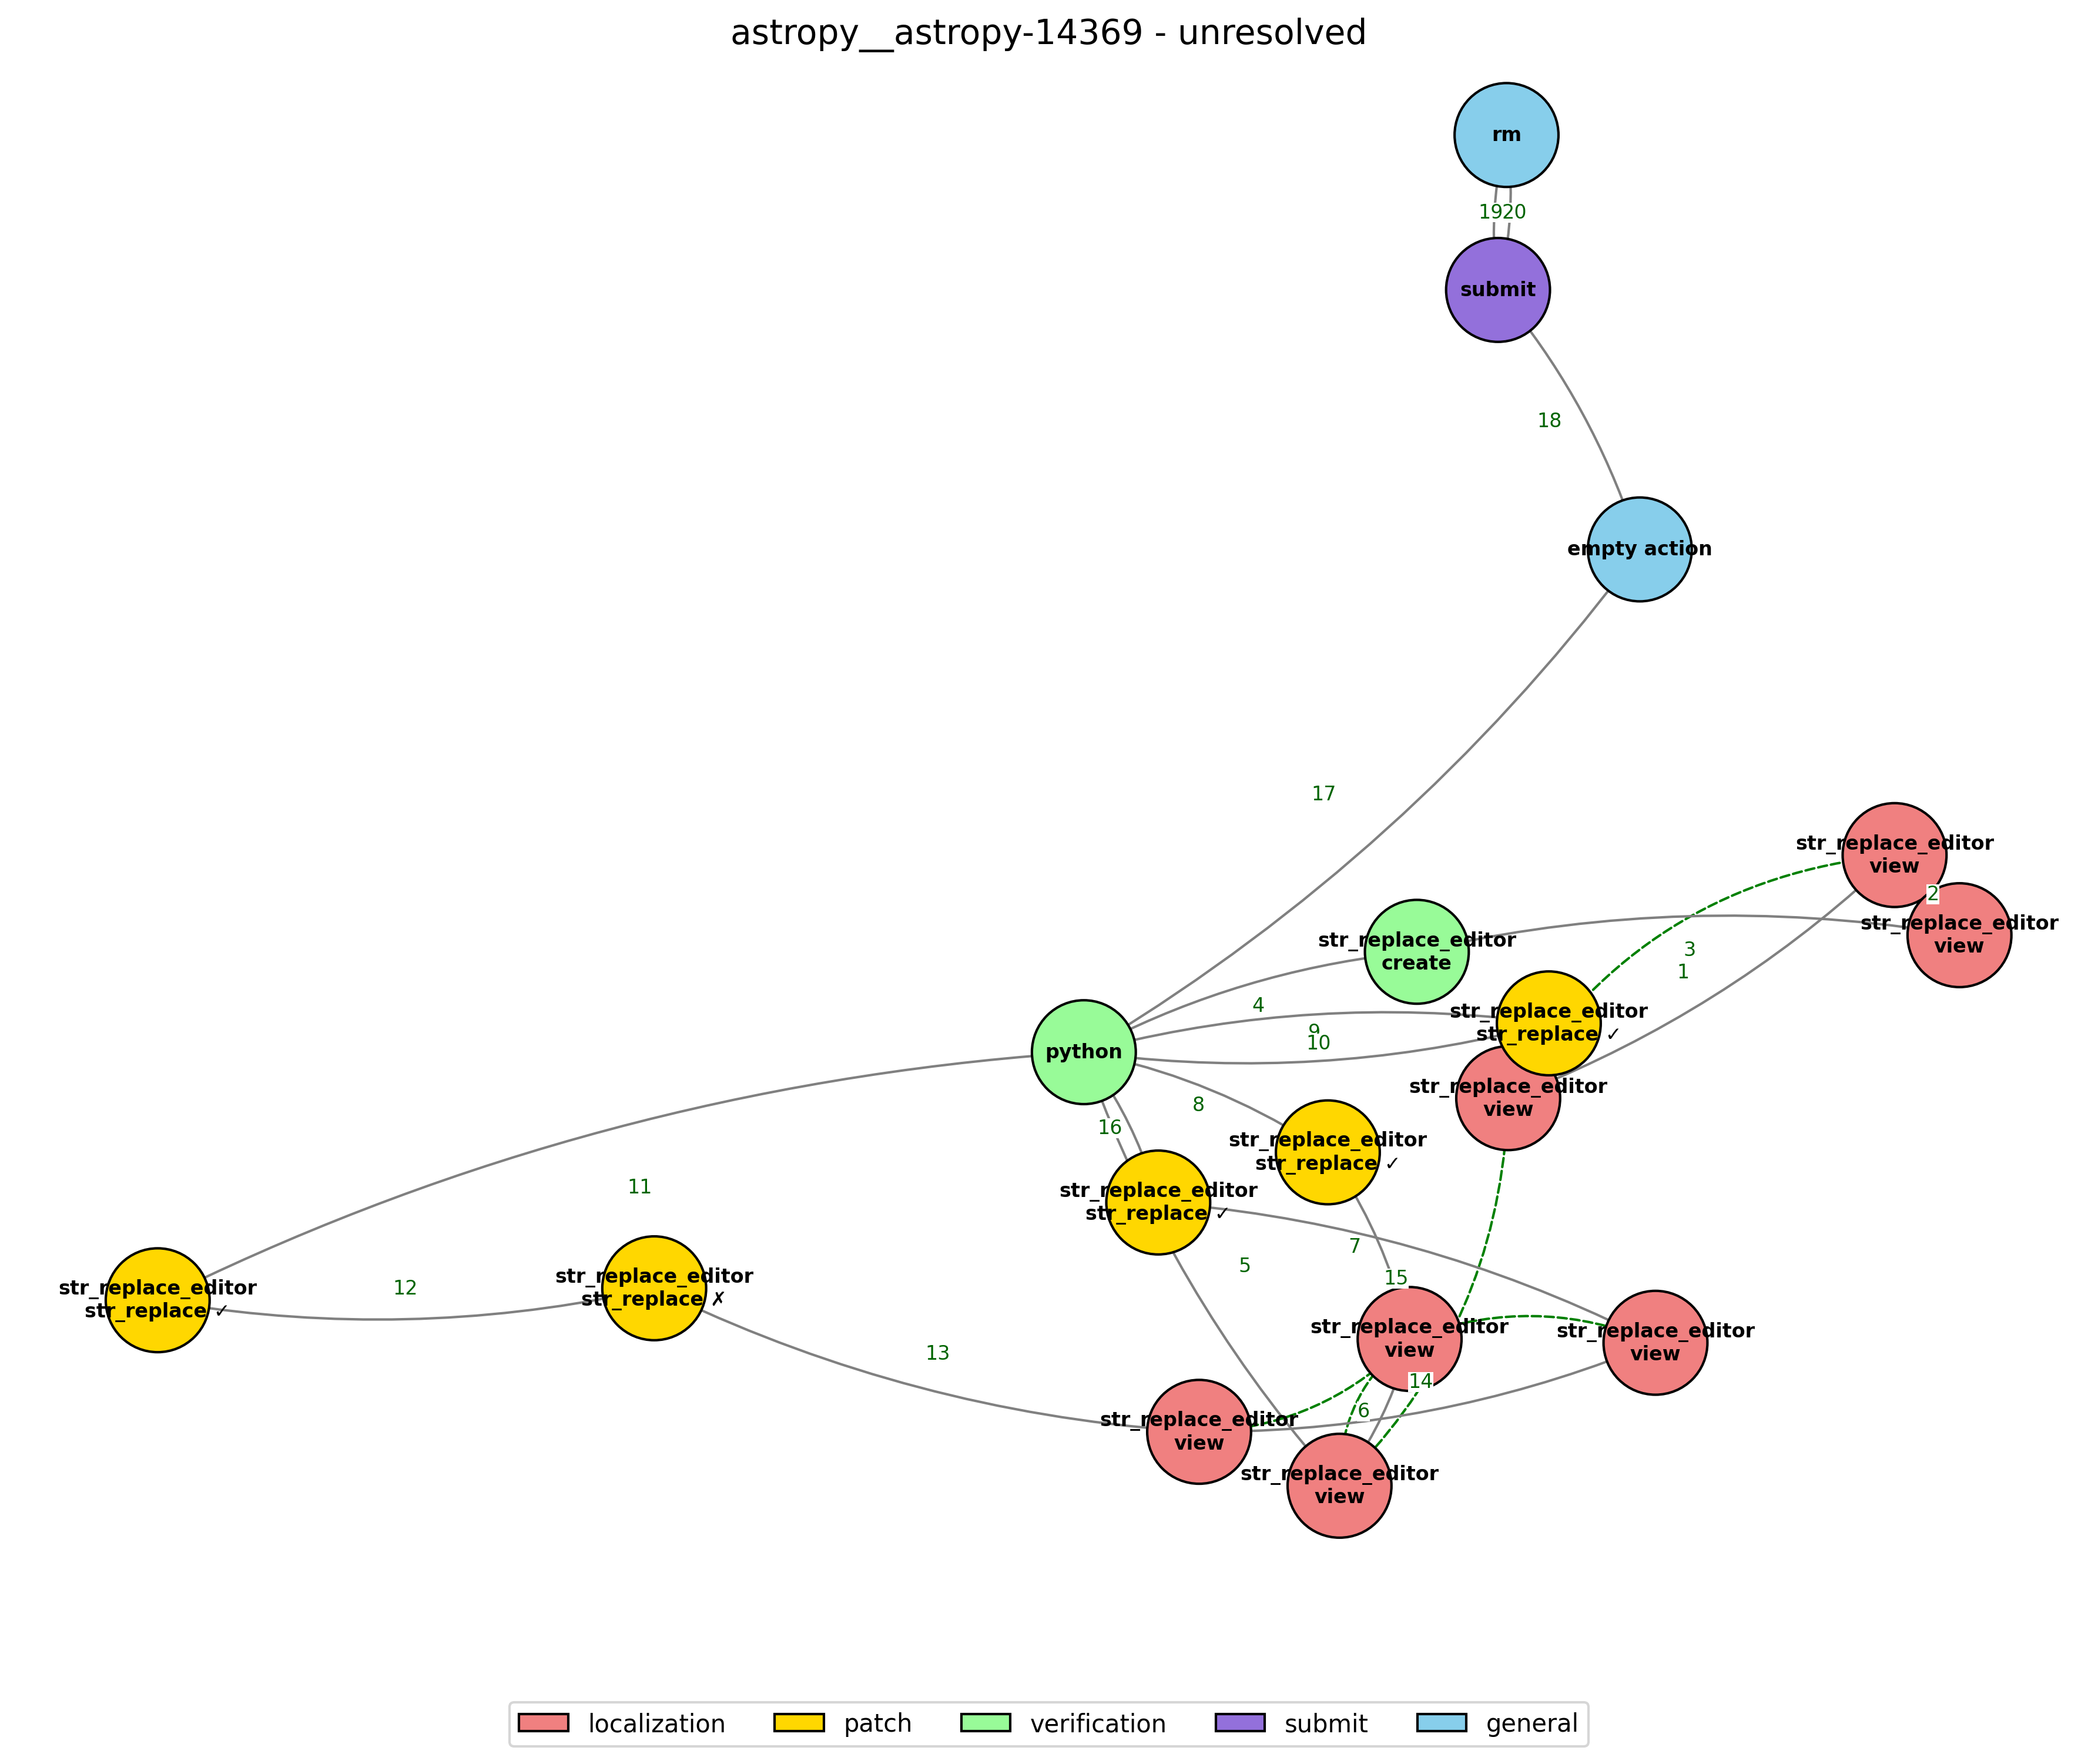 astropy__astropy-14369 - unresolved
rm
19
20
submit
18
empty action
17
str_replace_editor
view
2
str_replace_editor
view
str_replace_editor
create
3
1
4
str_replace_editor
str_replace ✓
9
10
python
str_replace_editor
view
8
16
str_replace_editor
str_replace ✓
11
str_replace_editor
str_replace ✓
7
5
15
str_replace_editor
str_replace ✓
12
str_replace_editor
str_replace ✗
13
str_replace_editor
view
str_replace_editor
view
14
6
str_replace_editor
view
str_replace_editor
view
localization
patch
verification
submit
general